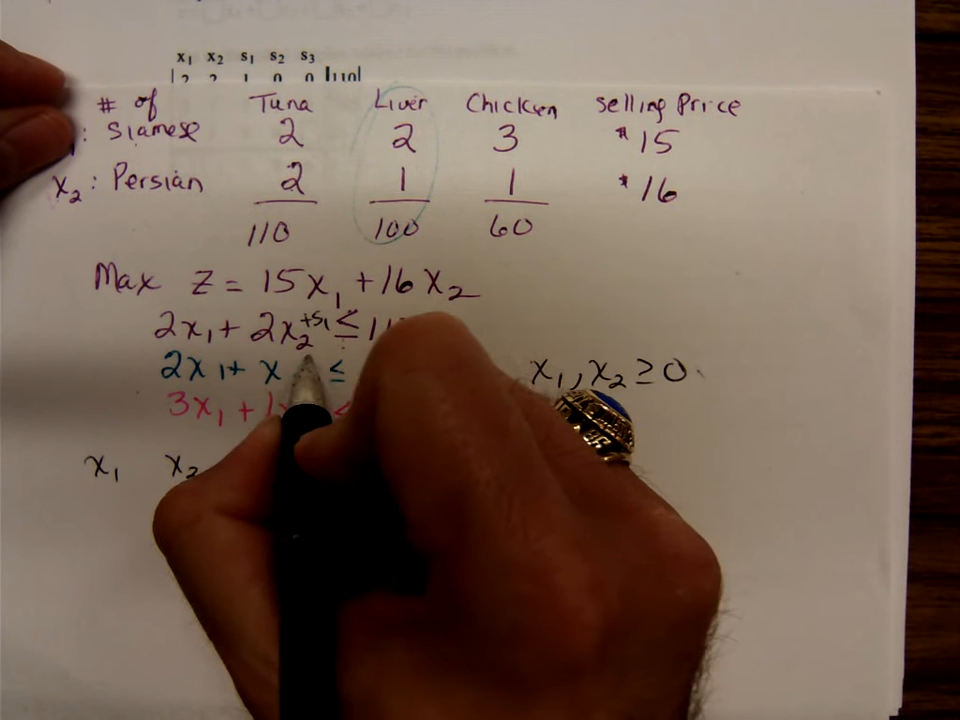 x1 x2 s1 s2 s3
# of Tuna Liver Chicken Selling Price
: Siamese 2 2 3 $15
x2 : Persian 2 1 1 $16
110 100 60
Max Z = 15x1 + 16x2
2x1 + 2x2 +s1 ≤
2x1 + x ≤ x1, x2 ≥ 0
3x1 + 1x
x1 x2